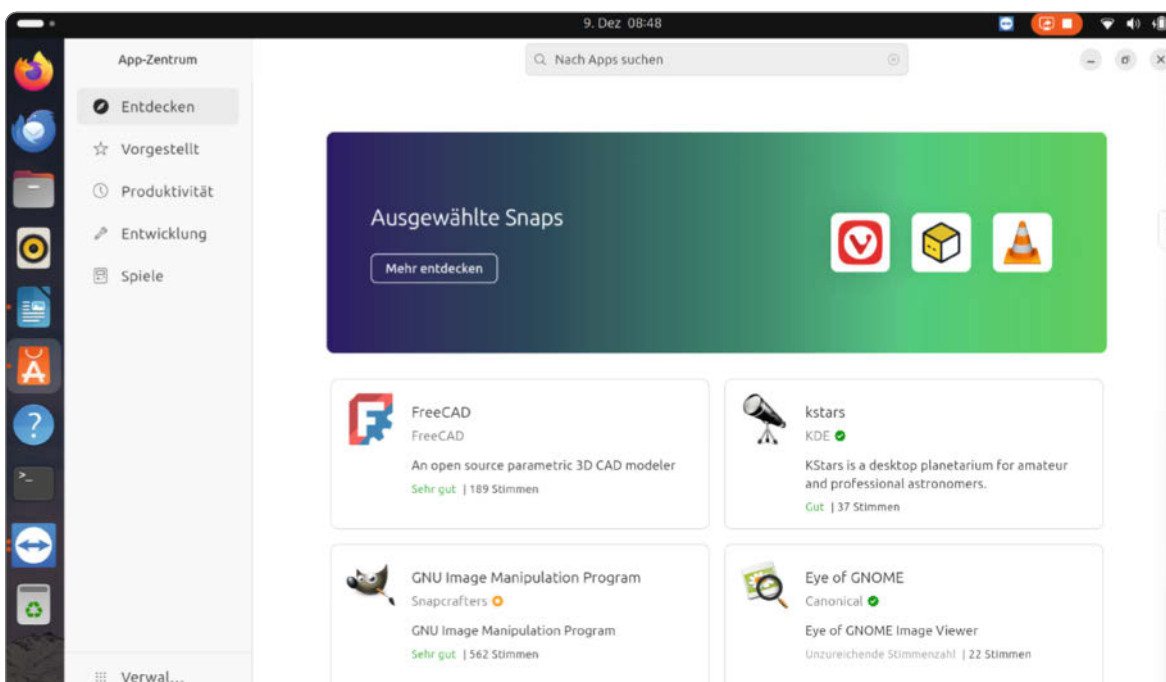 9. Dez 08:48
App-Zentrum
Nach Apps suchen
Entdecken
Vorgestellt
Produktivität
Entwicklung
Spiele
Verwal...
Ausgewählte Snaps
Mehr entdecken
FreeCAD
FreeCAD
An open source parametric 3D CAD modeler
Sehr gut | 189 Stimmen
kstars
KDE
KStars is a desktop planetarium for amateur
and professional astronomers.
Gut | 37 Stimmen
GNU Image Manipulation Program
Snapcrafters
GNU Image Manipulation Program
Sehr gut | 562 Stimmen
Eye of GNOME
Canonical
Eye of GNOME Image Viewer
Unzureichende Stimmenzahl | 22 Stimmen